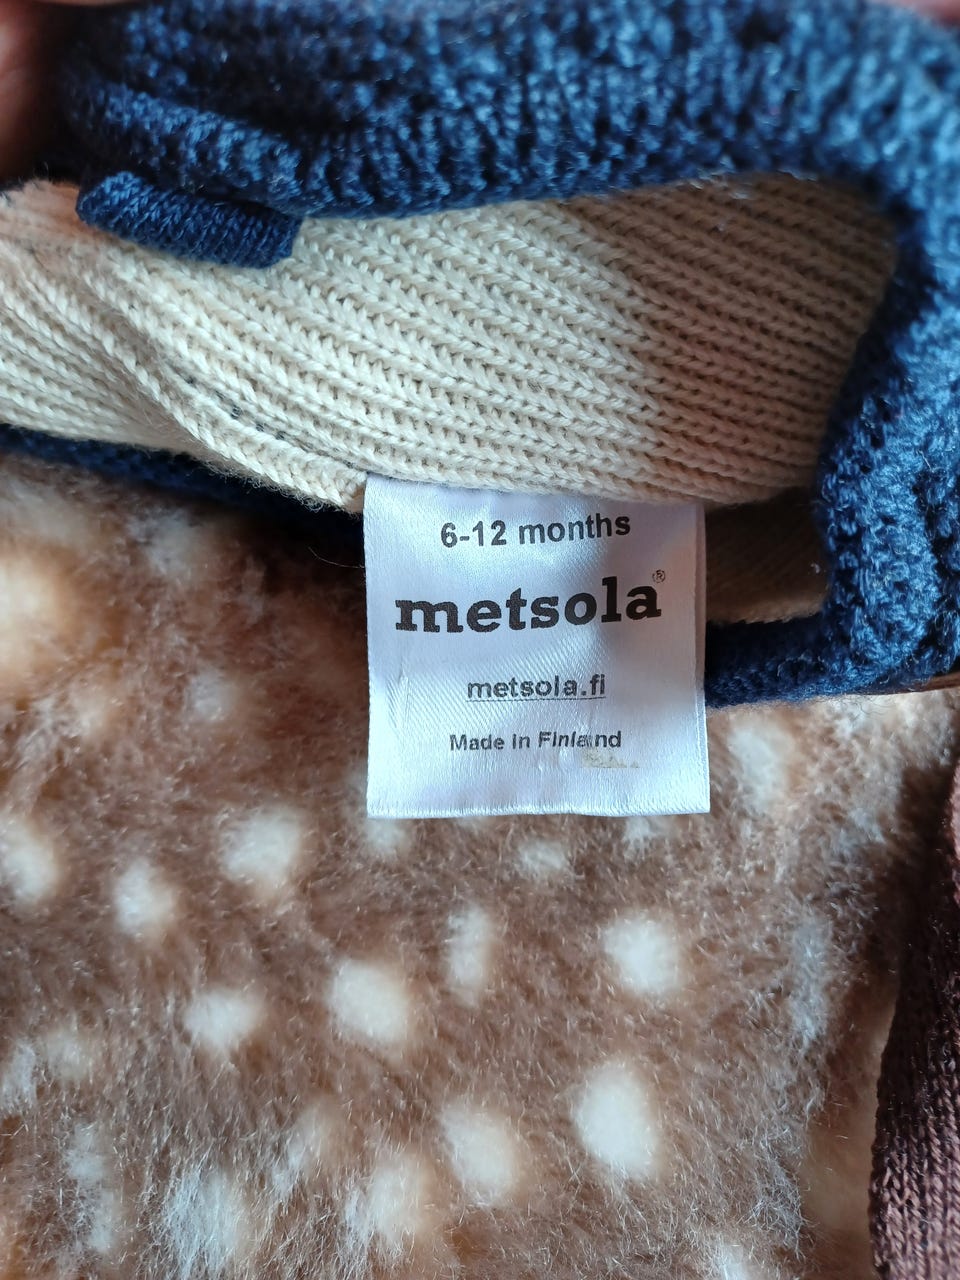 6-12 months
metsola®
metsola.fi
Made in Finland